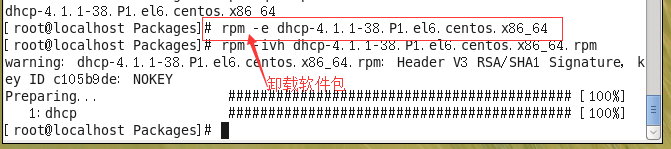 dhcp-4.1.1-38.P1.el6.centos.x86_64
[root@localhost Packages]# rpm -e dhcp-4.1.1-38.P1.el6.centos.x86_64
[root@localhost Packages]# rpm -ivh dhcp-4.1.1-38.P1.el6.centos.x86_64.rpm
warning: dhcp-4.1.1-38.P1.el6.centos.x86_64.rpm: Header V3 RSA/SHA1 Signature, k
ey ID c105b9de: NOKEY
卸载软件包
Preparing... ########################################### [100%]
1:dhcp ########################################### [100%]
[root@localhost Packages]#